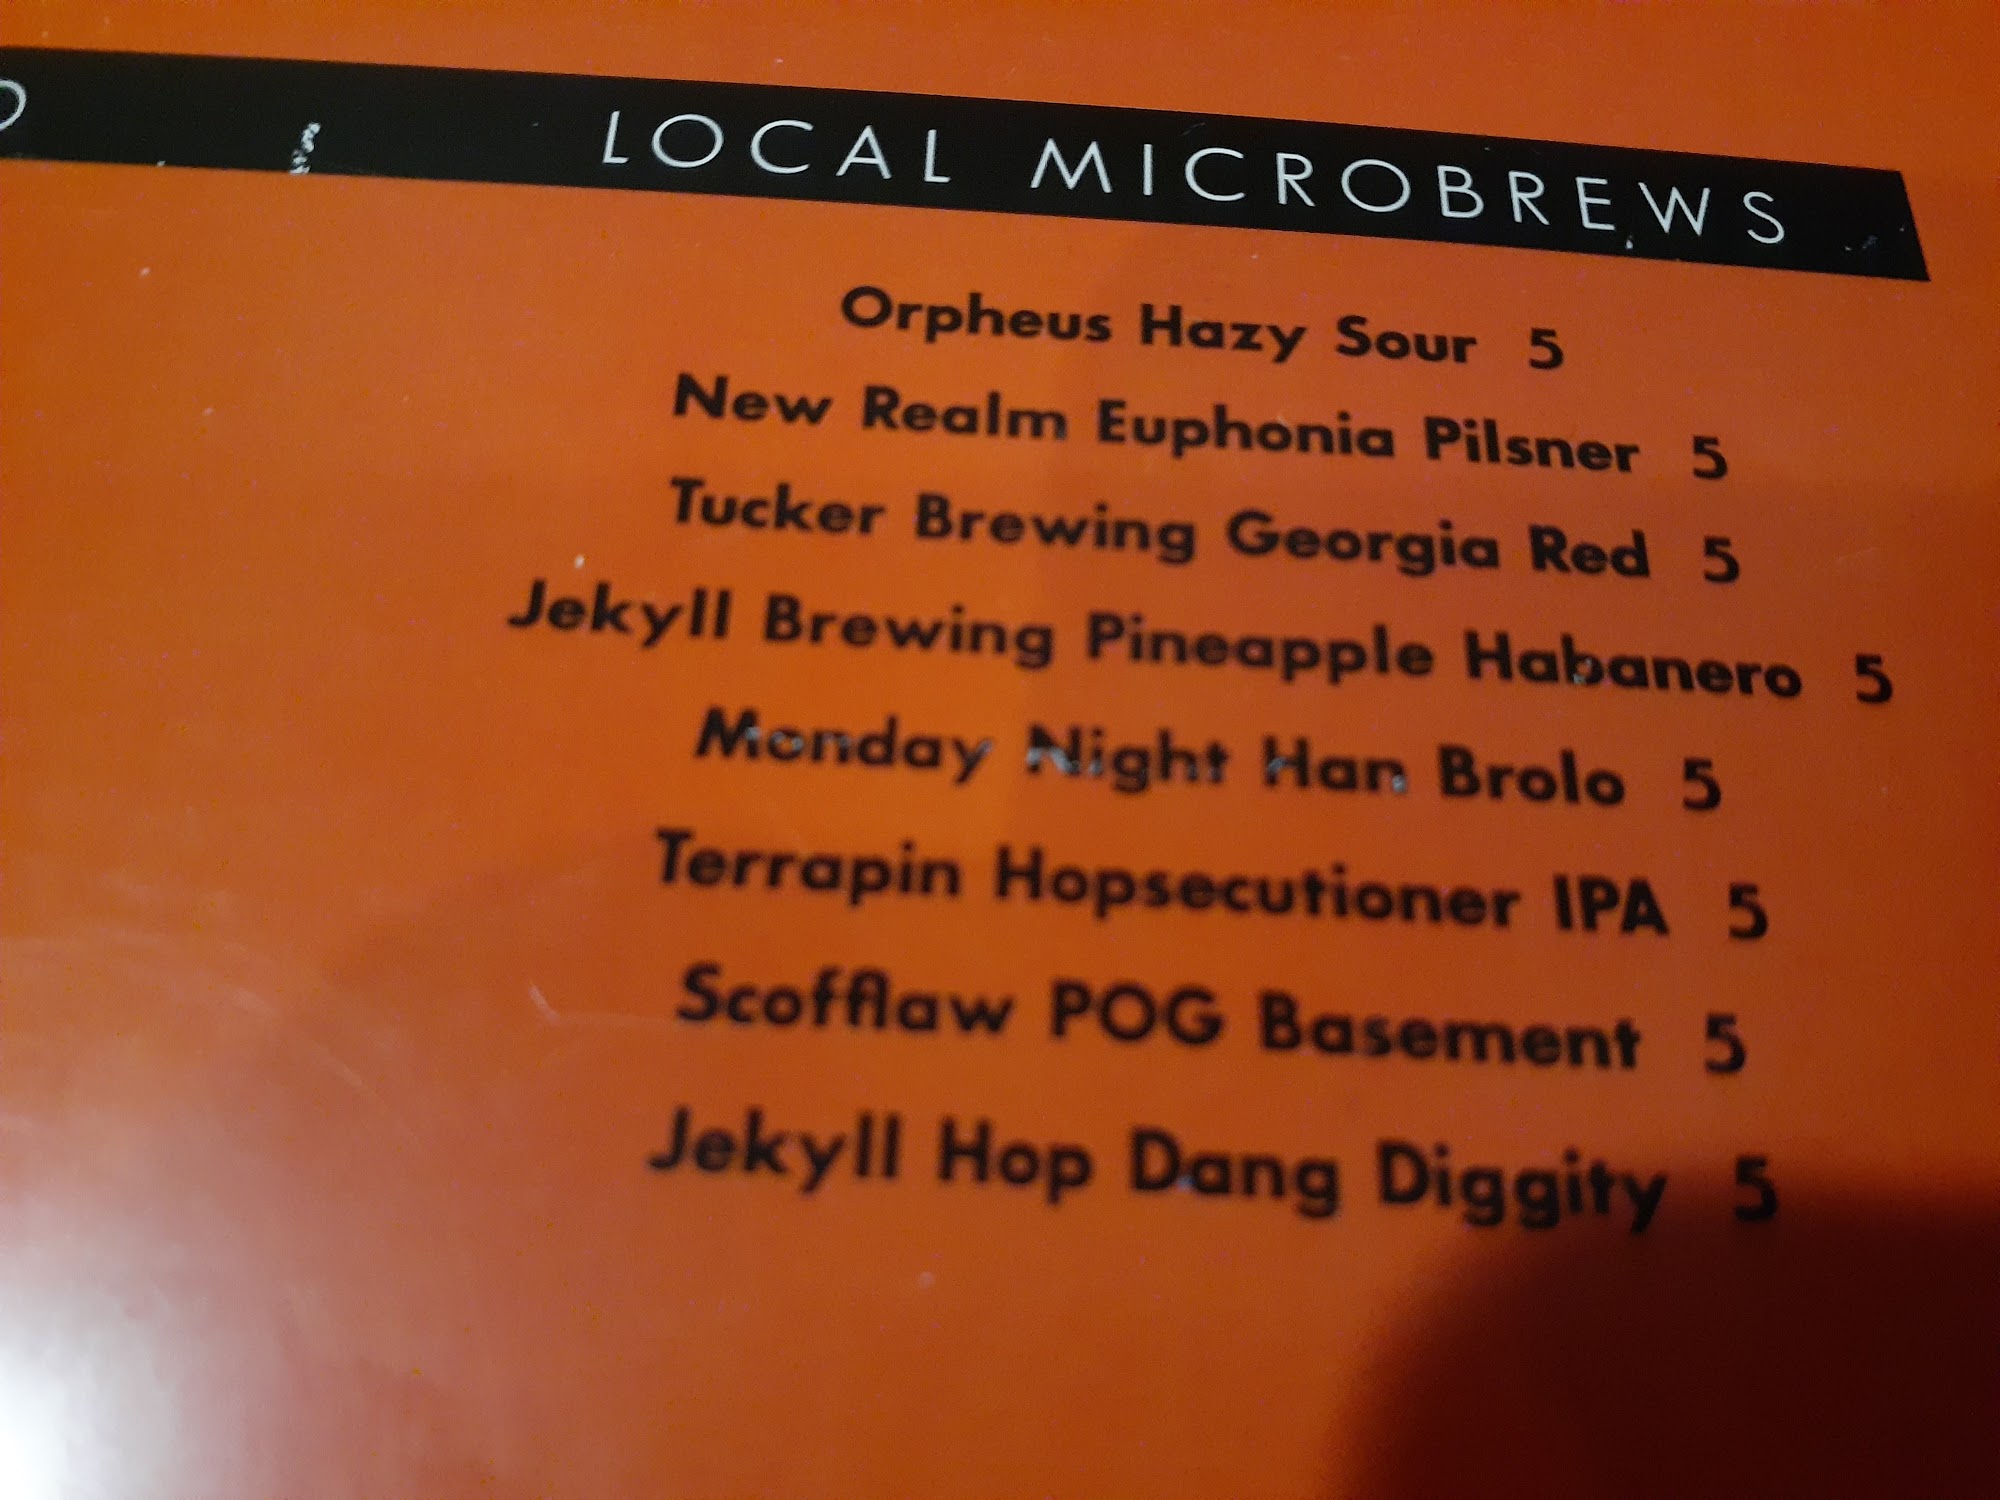 LOCAL MICROBREWS
Orpheus Hazy Sour 5
New Realm Euphonia Pilsner 5
Tucker Brewing Georgia Red 5
Jekyll Brewing Pineapple Habanero 5
Monday Night Han Brolo 5
Terrapin Hopsecutioner IPA 5
Scofflaw POG Basement 5
Jekyll Hop Dang Diggity 5